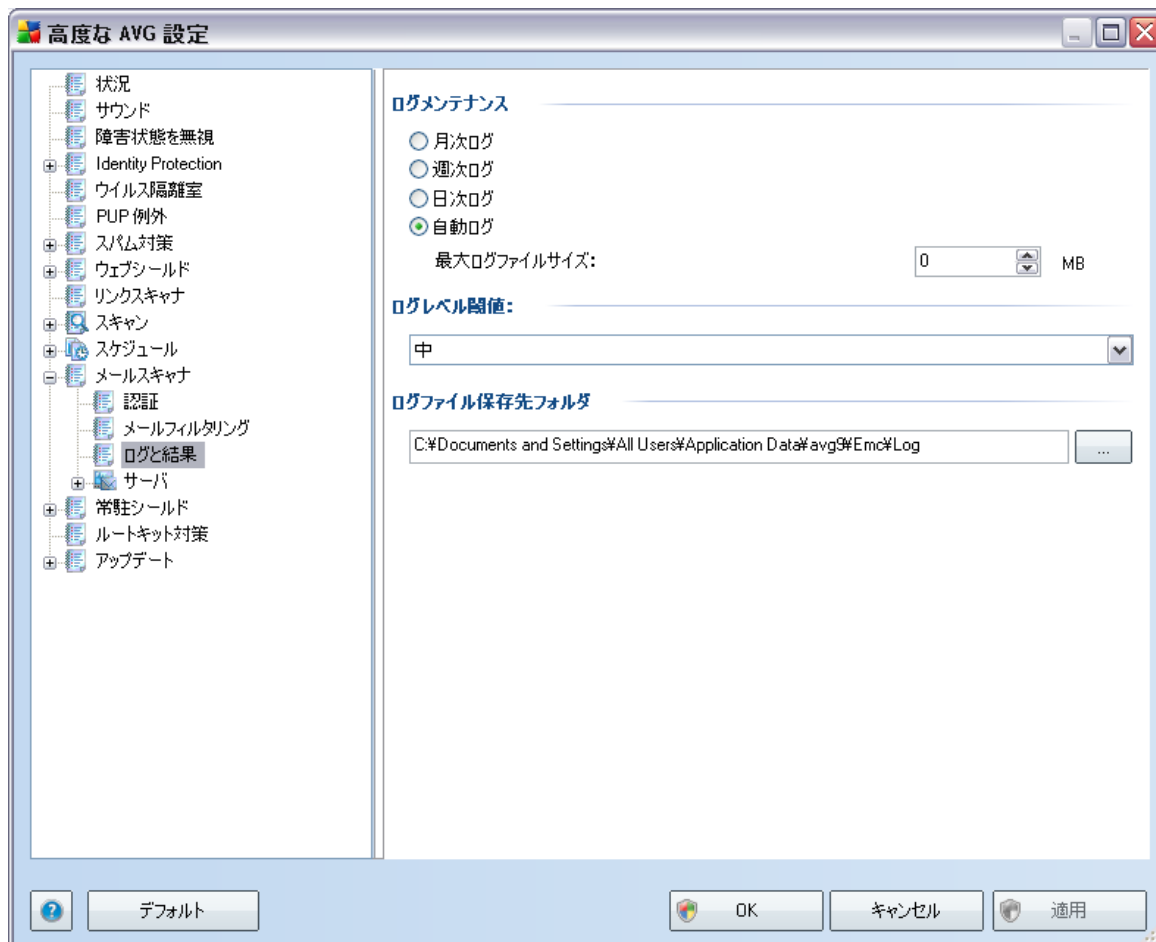 高度な AVG 設定
状況
サウンド
障害状態を無視
Identity Protection
ウイルス隔離室
PUP 例外
スパム対策
ウェブシールド
リンクスキャナ
スキャン
スケジュール
メールスキャナ
認証
メールフィルタリング
ログと結果
サーバ
常駐シールド
ルートキット対策
アップデート
ログメンテナンス
月次ログ
週次ログ
日次ログ
自動ログ
最大ログファイルサイズ: 0 MB
ログレベル閾値:
中
ログファイル保存先フォルダ
C:¥Documents and Settings¥All Users¥Application Data¥avg9¥Emc¥Log ...
デフォルト OK キャンセル 適用